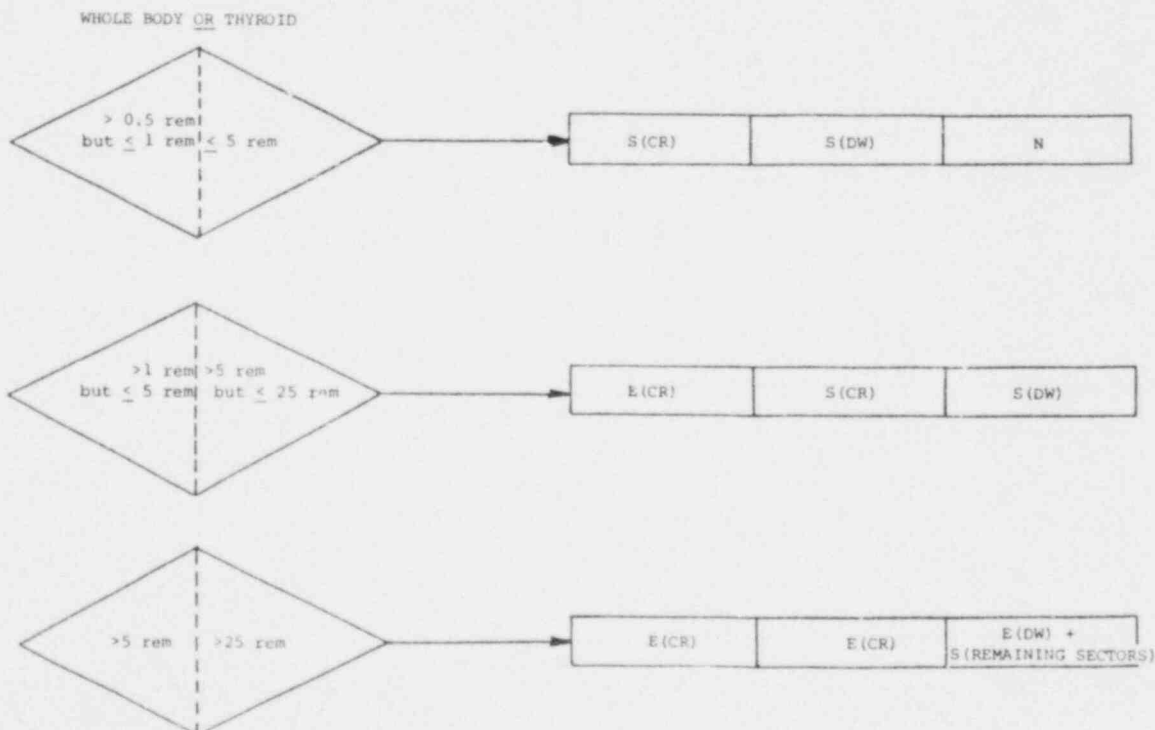 WHOLE BODY OR THYROID
> 0.5 rem
but ≤ 1 rem ≤ 5 rem
S(CR) S(DW) N
>1 rem >5 rem
but ≤ 5 rem but ≤ 25 rem
E(CR) S(CR) S(DW)
>5 rem >25 rem
E(CR) E(CR) E(DW) +
S(REMAINING SECTORS)